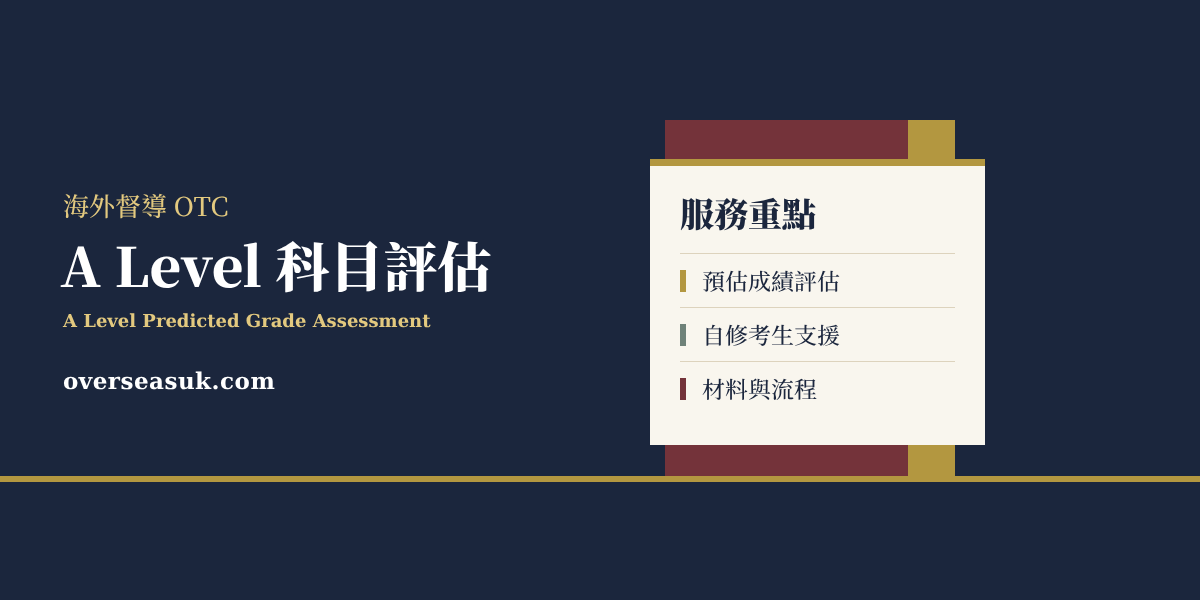 海外督導 OTC
A Level 科目評估
A Level Predicted Grade Assessment
overseasuk.com
服務重點
預估成績評估
自修考生支援
材料與流程